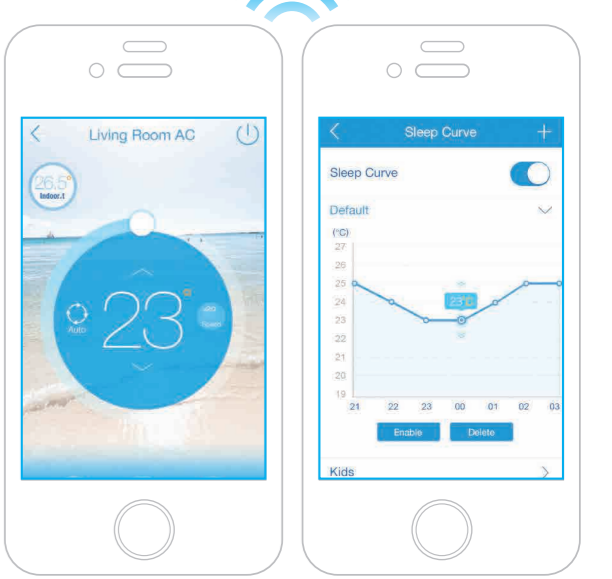 Living Room AC
26.5°
Indoor.t
23°
Auto
Sleep Curve
Sleep Curve
Default
(°C)
27
26
25
24
23
22
21
20
19
23°C
21 22 23 00 01 02 03
Enable Delete
Kids